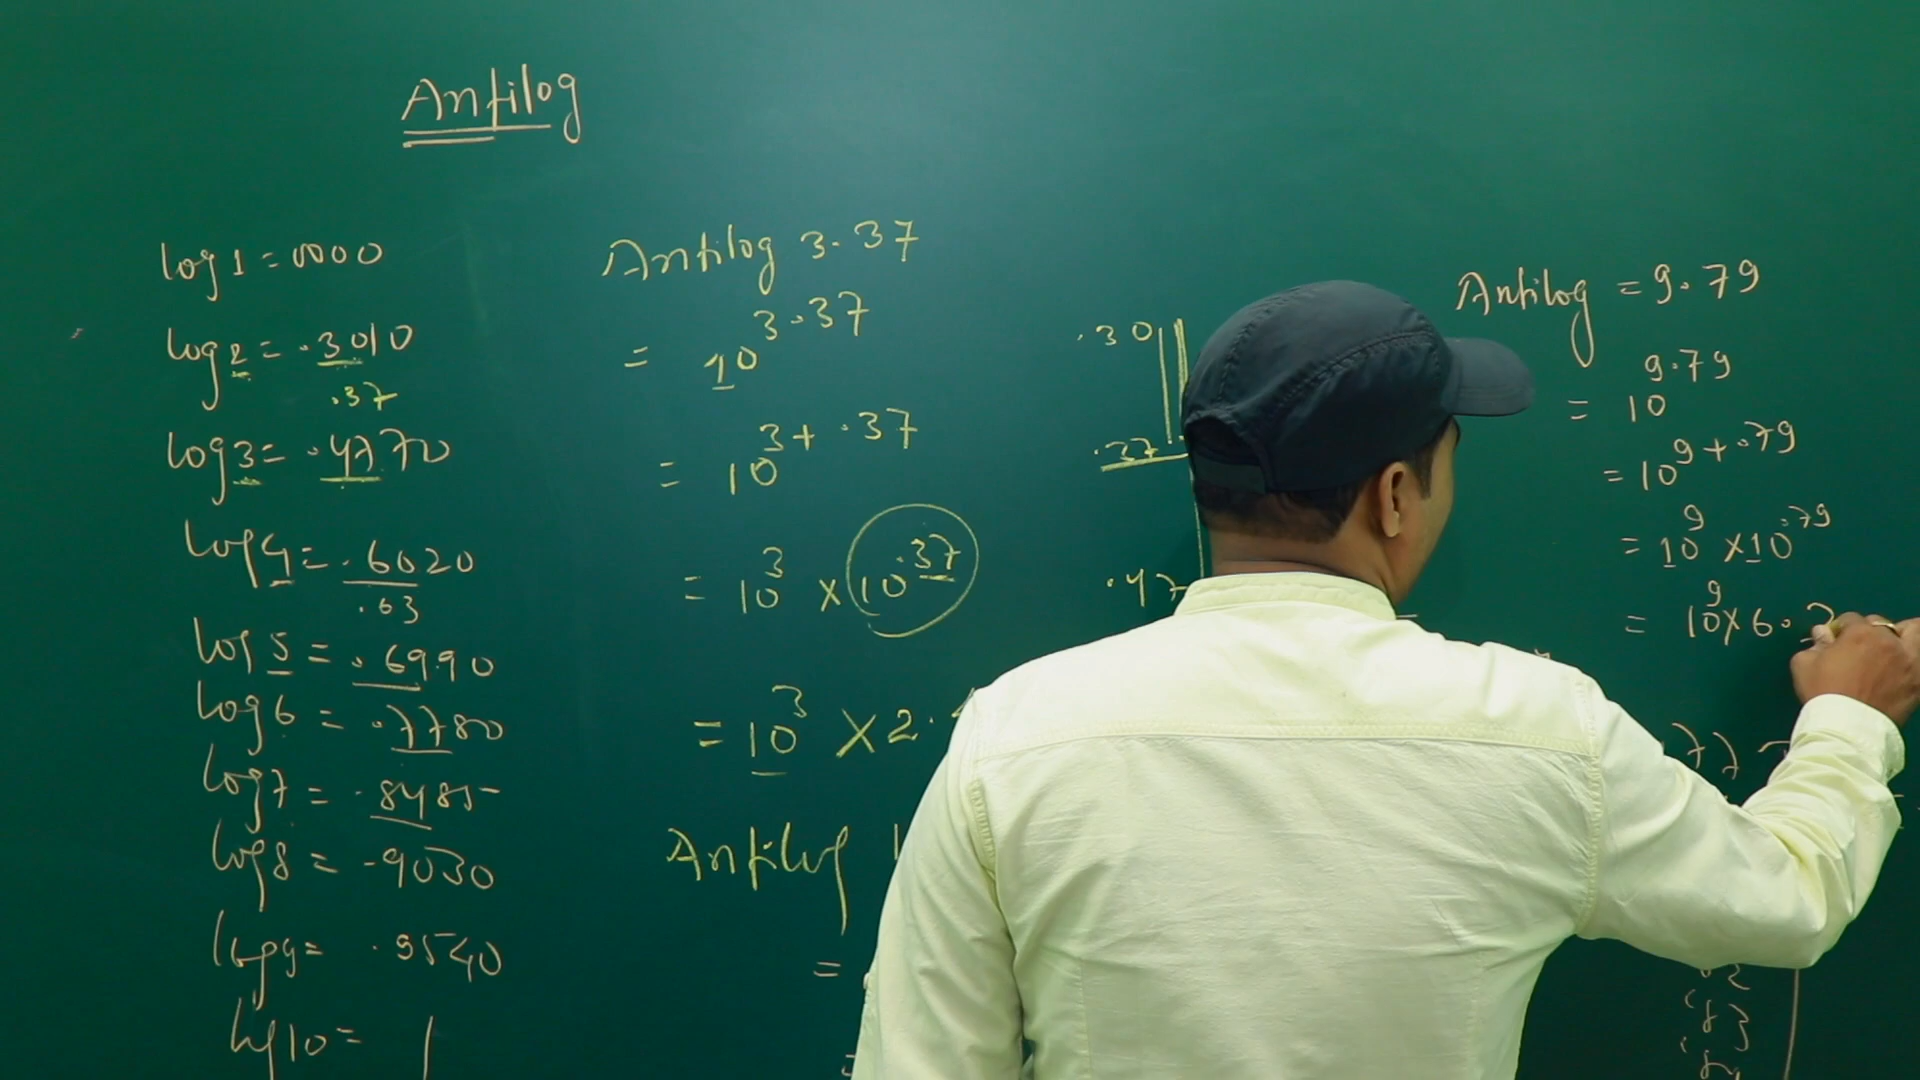 Antilog
log 1 = 0000
log 2 = .3010
.37
log 3 = .4770
log 4 = .6020
.63
log 5 = .6990
log 6 = .7780
log 7 = .8485
log 8 = .9030
log 9 = .9540
log 10 = 1
Antilog 3.37
= 10^3.37
= 10^3 + .37
= 10^3 × 10^.37
= 10^3 × 2.
Antilog
=
.30
.37
.47
Antilog = 9.79
= 10^9.79
= 10^9 + .79
= 10^9 × 10^.79
= 10^9 × 6.